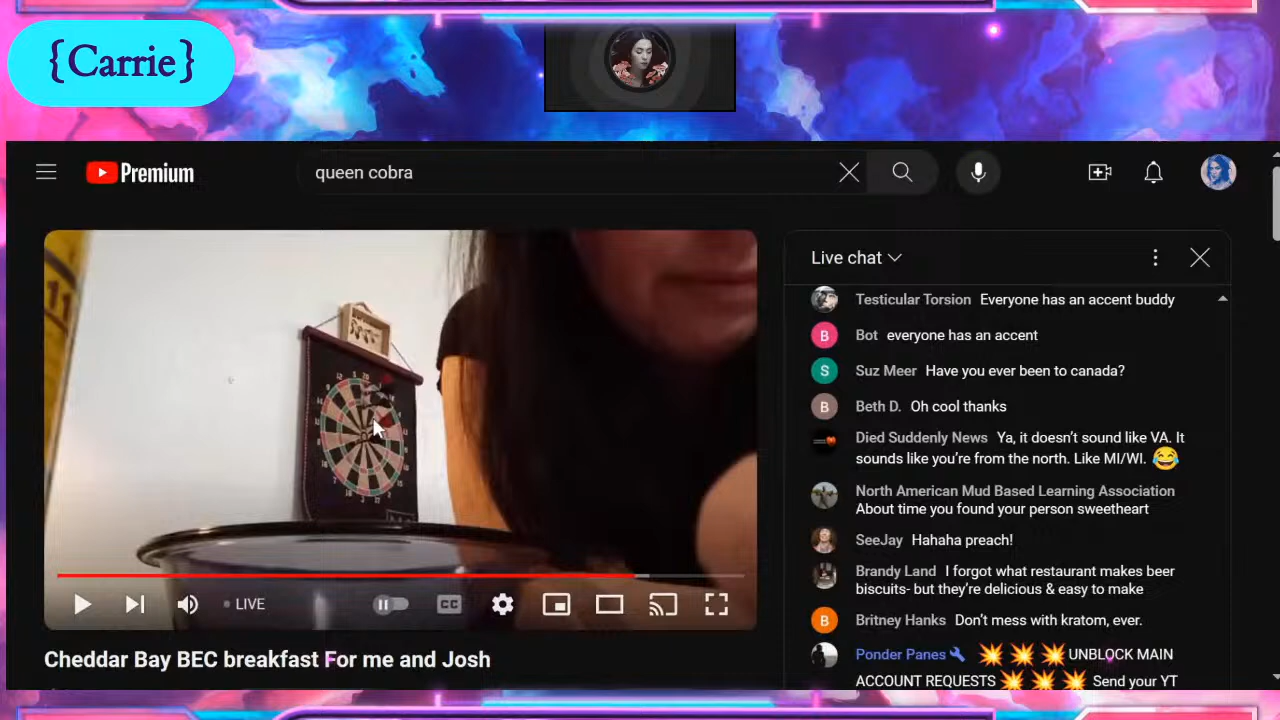 {Carrie}
Premium
queen cobra
Live chat
Testicular Torsion Everyone has an accent buddy
B Bot everyone has an accent
S Suz Meer Have you ever been to canada?
B Beth D. Oh cool thanks
Died Suddenly News Ya, it doesn’t sound like VA. It
sounds like you’re from the north. Like MI/WI. 😂
North American Mud Based Learning Association
About time you found your person sweetheart
SeeJay Hahaha preach!
Brandy Land I forgot what restaurant makes beer
biscuits- but they’re delicious & easy to make
B Britney Hanks Don’t mess with kratom, ever.
Ponder Panes 🔧 💥 💥 💥 UNBLOCK MAIN
ACCOUNT REQUESTS 💥 💥 💥 Send your YT
LIVE
CC
Cheddar Bay BEC breakfast For me and Josh